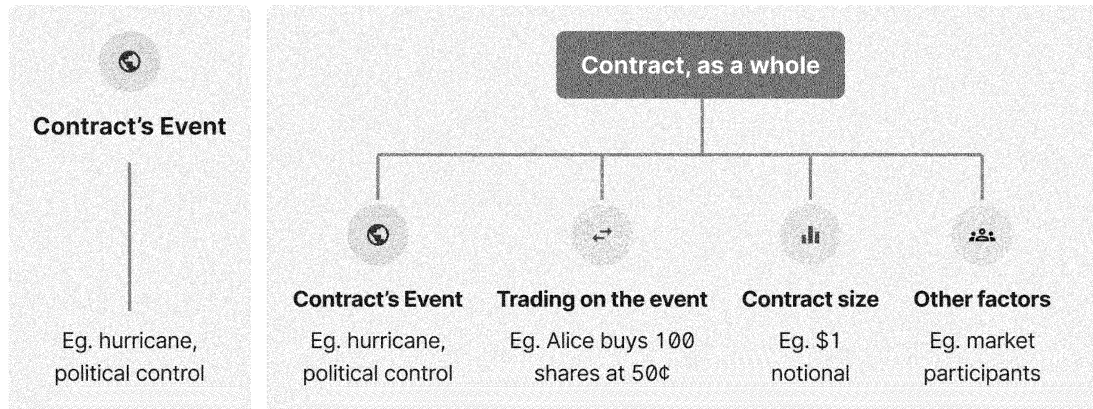 Contract's Event
Eg. hurricane,
political control
Contract, as a whole
Contract's Event
Eg. hurricane,
political control
Trading on the event
Eg. Alice buys 100
shares at 50¢
Contract size
Eg. $1
notional
Other factors
Eg. market
participants